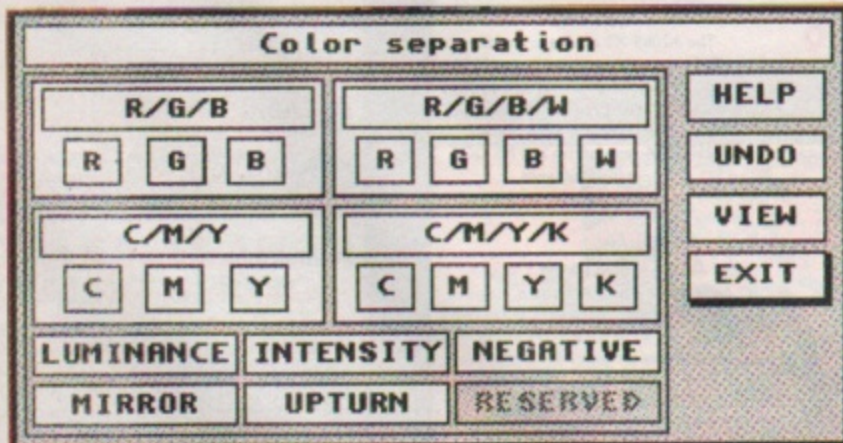 Color separation
R/G/B
R G B
R/G/B/W
R G B W
C/M/Y
C M Y
C/M/Y/K
C M Y K
LUMINANCE INTENSITY NEGATIVE
MIRROR UPTURN RESERVED
HELP
UNDO
VIEW
EXIT